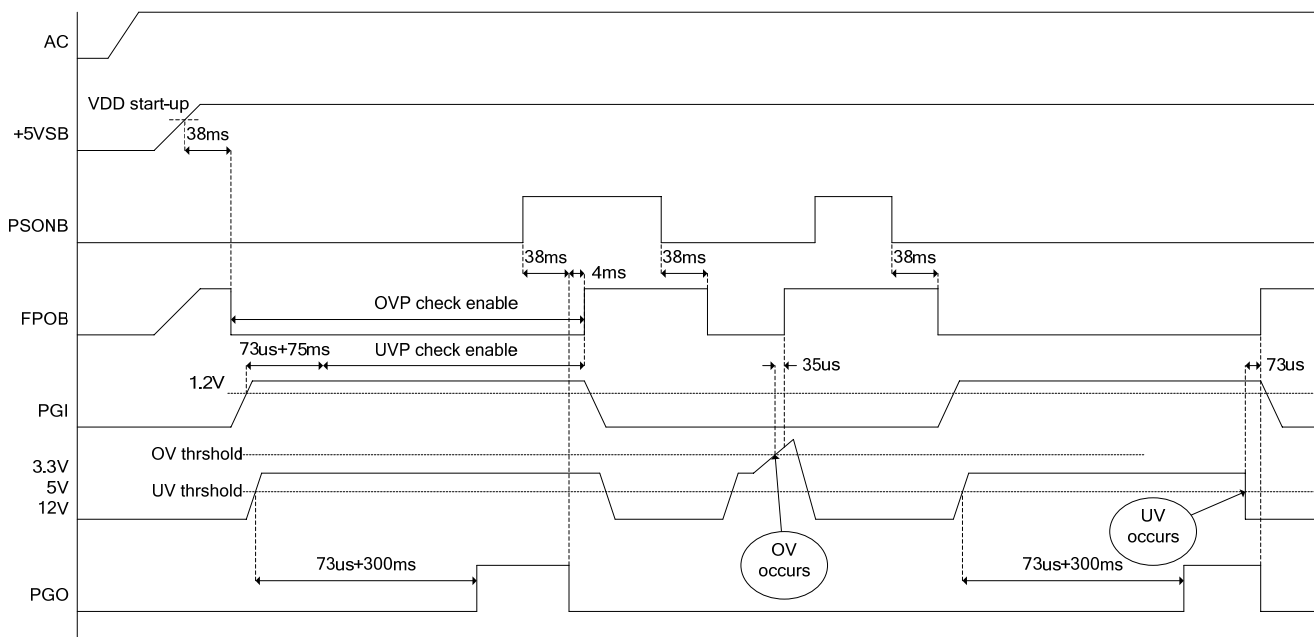 AC
VDD start-up
+5VSB
38ms
PSONB
38ms
4ms
38ms
38ms
FPOB
OVP check enable
73us+75ms
UVP check enable
35us
73us
1.2V
PGI
OV thrshold
3.3V
5V
UV thrshold
12V
OV
occurs
UV
occurs
73us+300ms
73us+300ms
PGO